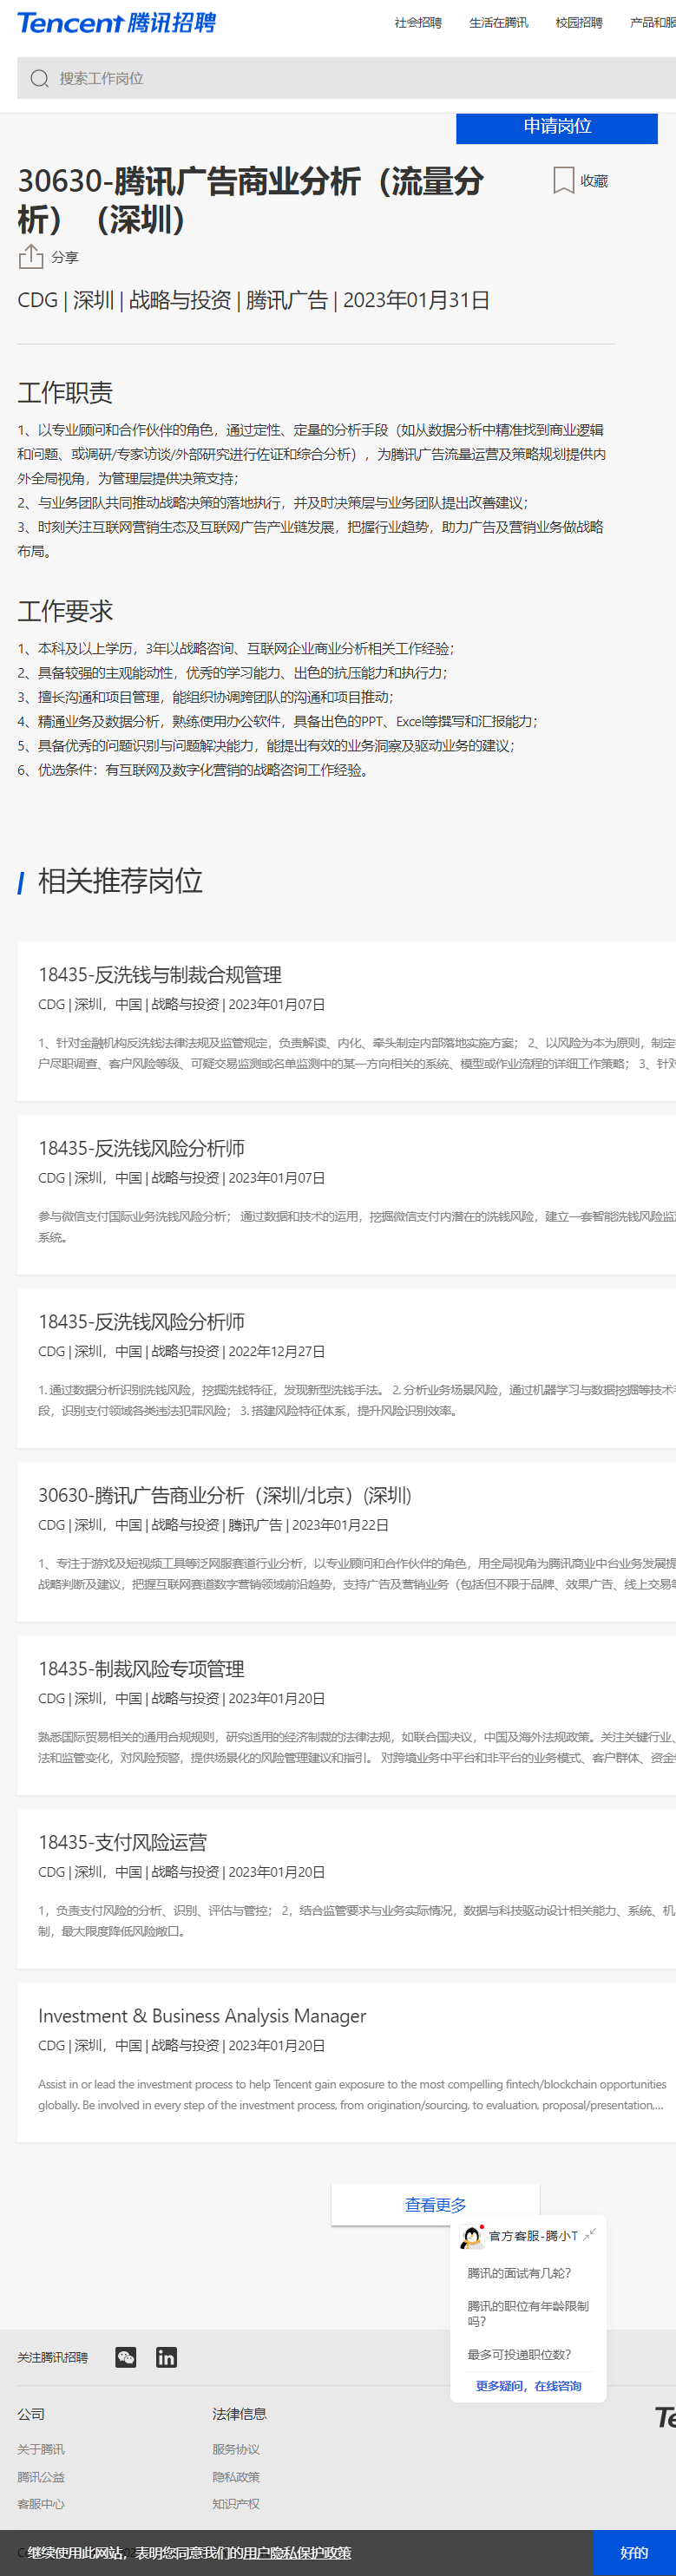 Tencent 腾讯招聘
社会招聘 生活在腾讯 校园招聘 产品和服
搜索工作岗位
申请岗位
30630-腾讯广告商业分析（流量分
析）（深圳）
收藏
分享
CDG | 深圳 | 战略与投资 | 腾讯广告 | 2023年01月31日
工作职责
1、以专业顾问和合作伙伴的角色，通过定性、定量的分析手段（如从数据分析中精准找到商业逻辑
和问题、或调研/专家访谈/外部研究进行佐证和综合分析），为腾讯广告流量运营及策略规划提供内
外全局视角，为管理层提供决策支持；
2、与业务团队共同推动战略决策的落地执行，并及时决策层与业务团队提出改善建议；
3、时刻关注互联网营销生态及互联网广告产业链发展，把握行业趋势，助力广告及营销业务做战略
布局。
工作要求
1、本科及以上学历，3年以战略咨询、互联网企业商业分析相关工作经验；
2、具备较强的主观能动性，优秀的学习能力、出色的抗压能力和执行力；
3、擅长沟通和项目管理，能组织协调跨团队的沟通和项目推动；
4、精通业务及数据分析，熟练使用办公软件，具备出色的PPT、Excel等撰写和汇报能力；
5、具备优秀的问题识别与问题解决能力，能提出有效的业务洞察及驱动业务的建议；
6、优选条件：有互联网及数字化营销的战略咨询工作经验。
相关推荐岗位
18435-反洗钱与制裁合规管理
CDG | 深圳，中国 | 战略与投资 | 2023年01月07日
1、针对金融机构反洗钱法律法规及监管规定，负责解读、内化、牵头制定内部落地实施方案； 2、以风险为本为原则，制定
户尽职调查、客户风险等级、可疑交易监测或名单监测中的某一方向相关的系统、模型或作业流程的详细工作策略； 3、针对
18435-反洗钱风险分析师
CDG | 深圳，中国 | 战略与投资 | 2023年01月07日
参与微信支付国际业务洗钱风险分析； 通过数据和技术的运用，挖掘微信支付内潜在的洗钱风险，建立一套智能洗钱风险监测
系统。
18435-反洗钱风险分析师
CDG | 深圳，中国 | 战略与投资 | 2022年12月27日
1. 通过数据分析识别洗钱风险，挖掘洗钱特征，发现新型洗钱手法。 2. 分析业务场景风险，通过机器学习与数据挖掘等技术手
段，识别支付领域各类违法犯罪风险； 3. 搭建风险特征体系，提升风险识别效率。
30630-腾讯广告商业分析（深圳/北京）(深圳)
CDG | 深圳，中国 | 战略与投资 | 腾讯广告 | 2023年01月22日
1、专注于游戏及短视频工具等泛网服赛道行业分析，以专业顾问和合作伙伴的角色，用全局视角为腾讯商业中台业务发展提
战略判断及建议，把握互联网赛道数字营销领域前沿趋势，支持广告及营销业务（包括但不限于品牌、效果广告、线上交易等
18435-制裁风险专项管理
CDG | 深圳，中国 | 战略与投资 | 2023年01月20日
熟悉国际贸易相关的通用合规规则，研究适用的经济制裁的法律法规，如联合国决议，中国及海外法规政策。关注关键行业、
法和监管变化，对风险预警，提供场景化的风险管理建议和指引。 对跨境业务中平台和非平台的业务模式、客户群体、资金
18435-支付风险运营
CDG | 深圳，中国 | 战略与投资 | 2023年01月20日
1，负责支付风险的分析、识别、评估与管控； 2，结合监管要求与业务实际情况，数据与科技驱动设计相关能力、系统、机
制，最大限度降低风险敞口。
Investment & Business Analysis Manager
CDG | 深圳，中国 | 战略与投资 | 2023年01月20日
Assist in or lead the investment process to help Tencent gain exposure to the most compelling fintech/blockchain opportunities
globally. Be involved in every step of the investment process, from origination/sourcing, to evaluation, proposal/presentation,...
查看更多
官方客服-腾小T
腾讯的面试有几轮？
腾讯的职位有年龄限制
吗？
最多可投递职位数？
更多疑问，在线咨询
关注腾讯招聘
公司 法律信息
Te
关于腾讯 服务协议
腾讯公益 隐私政策
客服中心 知识产权
继续使用此网站，表明您同意我们的用户隐私保护政策
好的